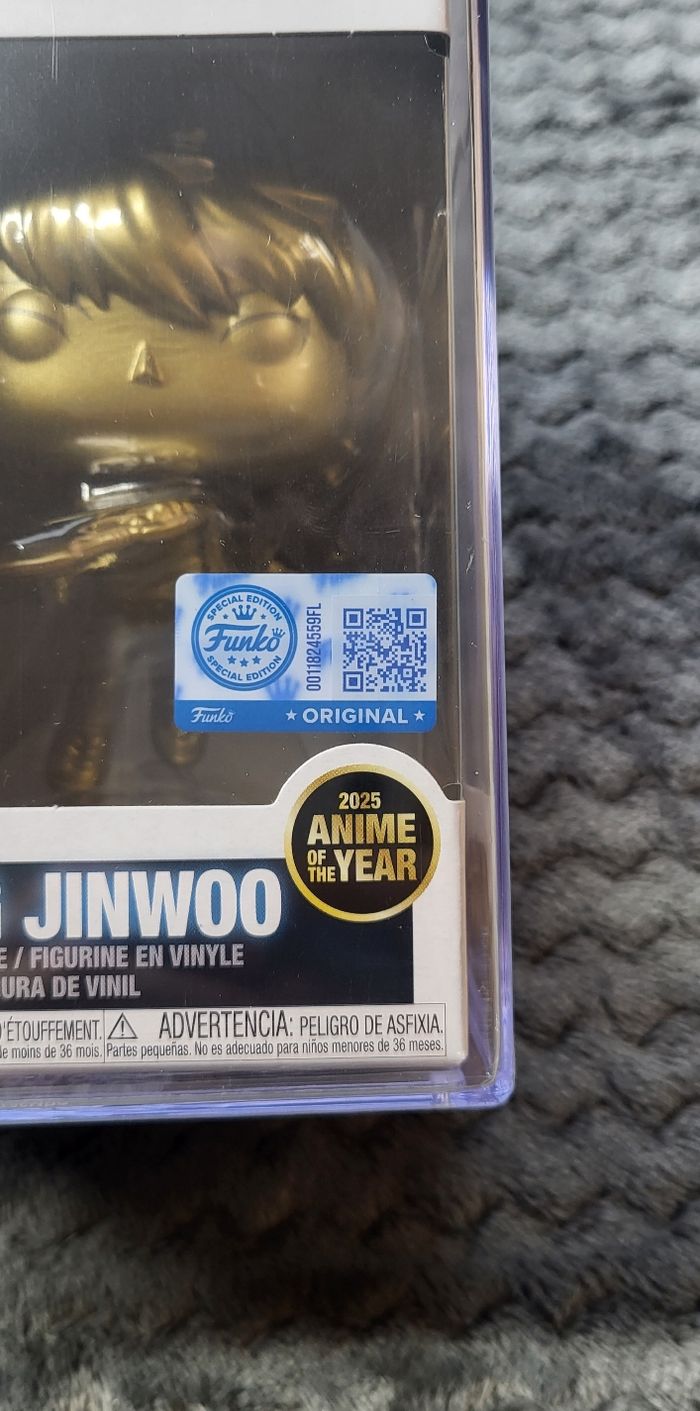 SPECIAL EDITION
Funko
SPECIAL EDITION
0011824559FL
Funko
★ ORIGINAL ★
2025
ANIME
OF THE YEAR
JINWOO
/ FIGURINE EN VINYLE
DE VINIL
D'ÉTOUFFEMENT. ⚠ ADVERTENCIA: PELIGRO DE ASFIXIA.
de moins de 36 mois. Partes pequeñas. No es adecuado para niños menores de 36 meses.